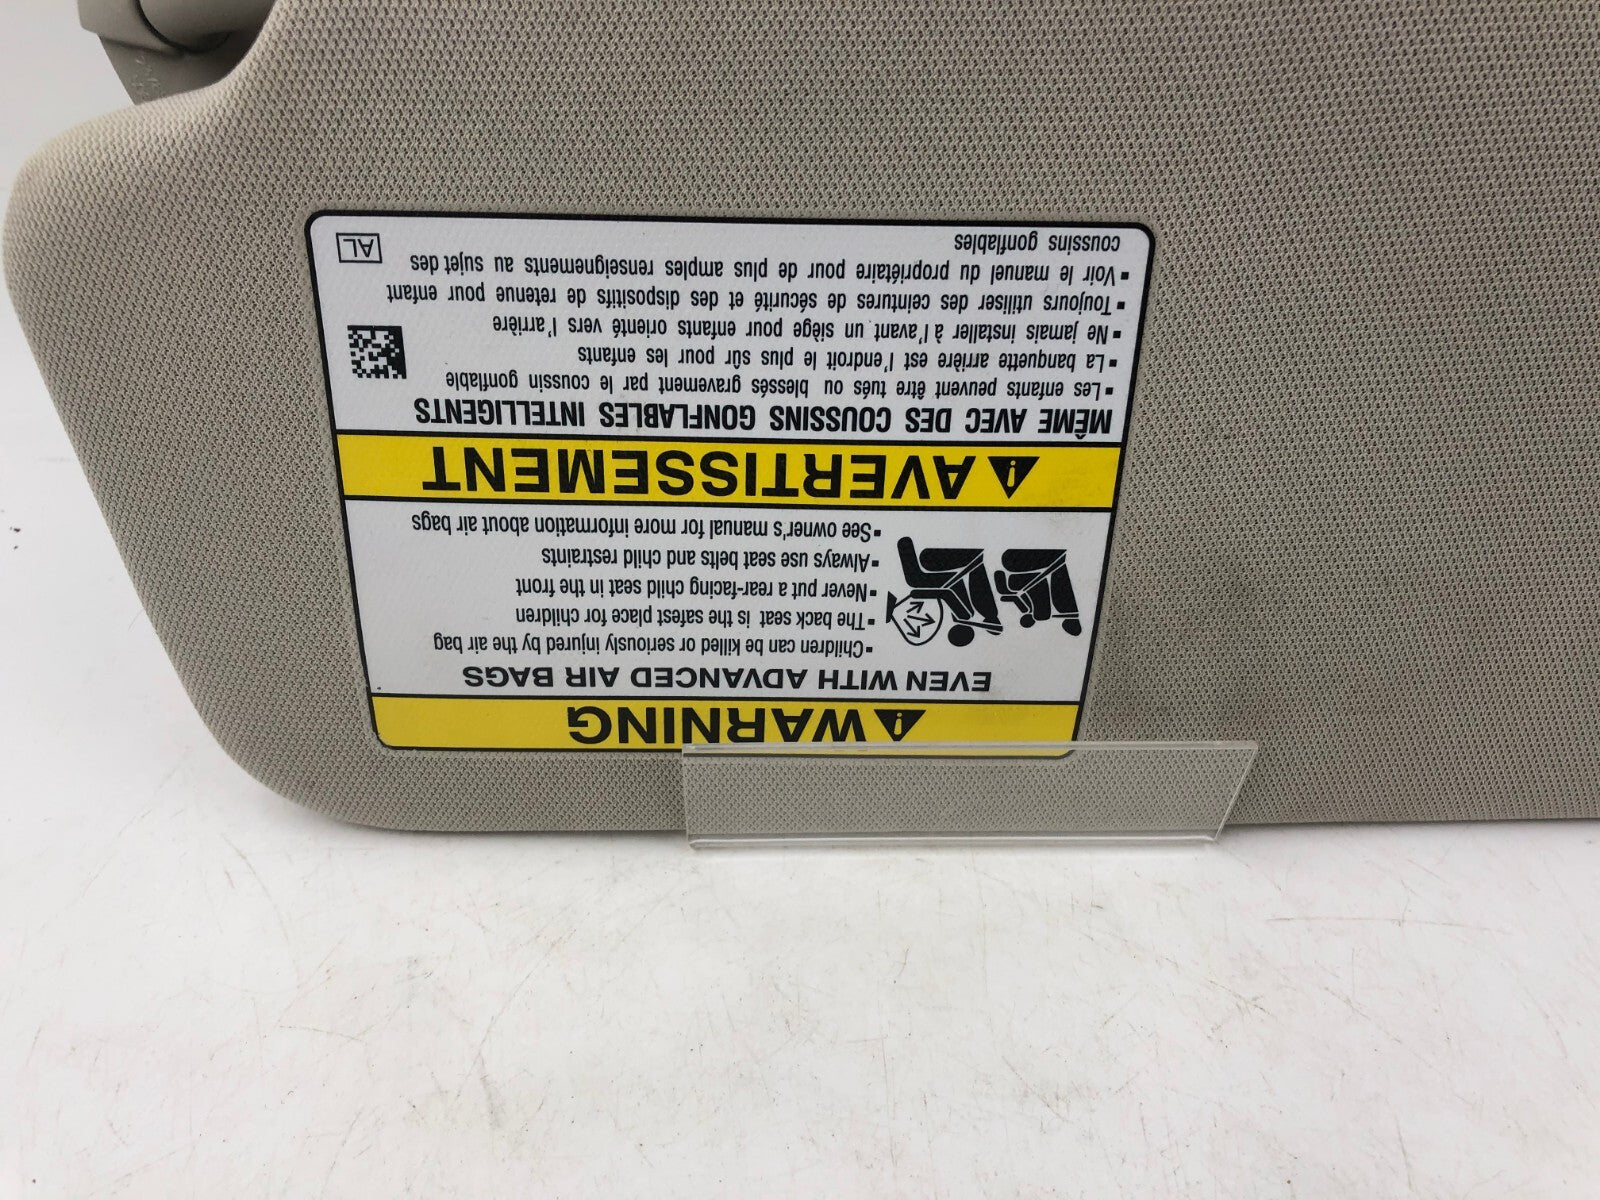 WARNING
EVEN WITH ADVANCED AIR BAGS
▪Children can be killed or seriously injured by the air bag
▪The back seat is the safest place for children
▪Never put a rear-facing child seat in the front
▪Always use seat belts and child restraints
▪See owner's manual for more information about air bags
AVERTISSEMENT
MÊME AVEC DES COUSSINS GONFLABLES INTELLIGENTS
▪Les enfants peuvent être tués ou blessés gravement par le coussin gonflable
▪La banquette arrière est l'endroit le plus sûr pour les enfants
▪Ne jamais installer à l'avant un siège pour enfants orienté vers l'arrière
▪Toujours utiliser des ceintures de sécurité et des dispositifs de retenue pour enfant
▪Voir le manuel du propriétaire pour de plus amples renseignements au sujet des
coussins gonflables
AL